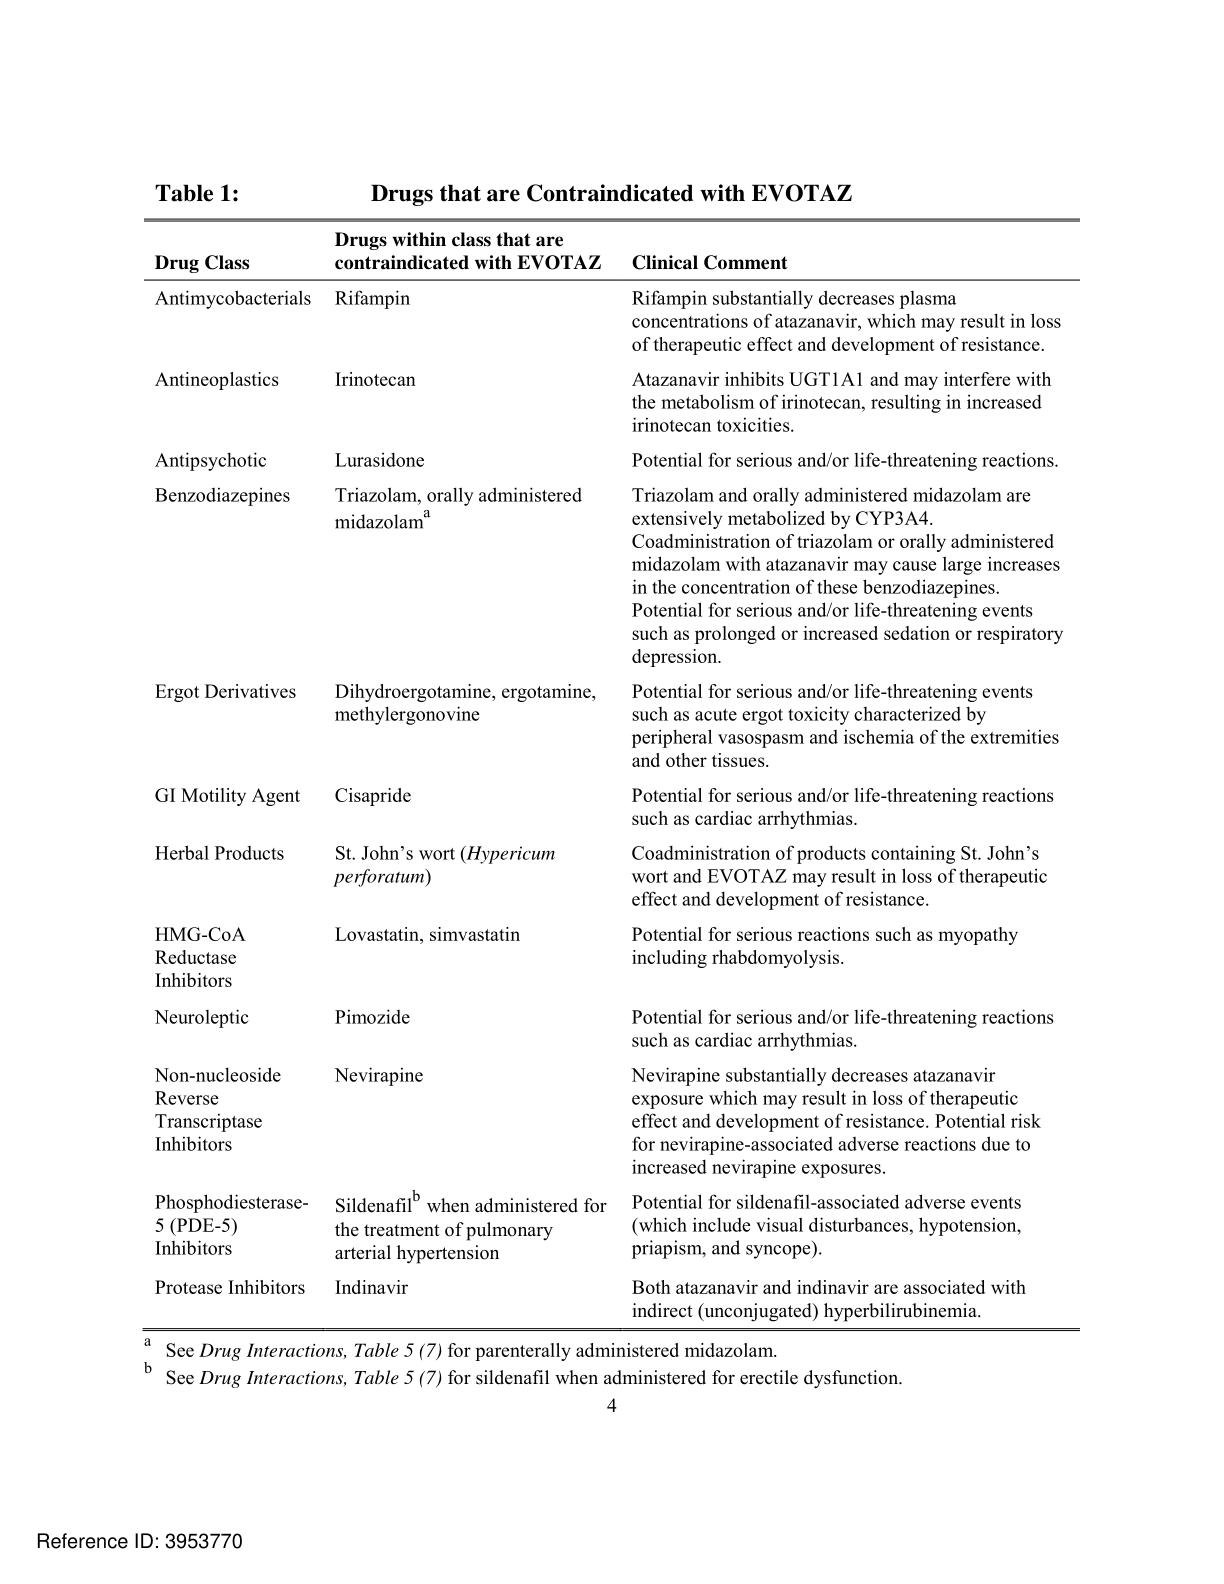 Table 1: Drugs that are Contraindicated with EVOTAZ
Drug Class
Drugs within class that are
contraindicated with EVOTAZ
Clinical Comment
Antimycobacterials
Rifampin
Rifampin substantially decreases plasma
concentrations of atazanavir, which may result in loss
of therapeutic effect and development of resistance.
Antineoplastics
Irinotecan
Atazanavir inhibits UGT1A1 and may interfere with
the metabolism of irinotecan, resulting in increased
irinotecan toxicities.
Antipsychotic
Lurasidone
Potential for serious and/or life-threatening reactions.
Benzodiazepines
Triazolam, orally administered
midazolam^a
Triazolam and orally administered midazolam are
extensively metabolized by CYP3A4.
Coadministration of triazolam or orally administered
midazolam with atazanavir may cause large increases
in the concentration of these benzodiazepines.
Potential for serious and/or life-threatening events
such as prolonged or increased sedation or respiratory
depression.
Ergot Derivatives
Dihydroergotamine, ergotamine,
methylergonovine
Potential for serious and/or life-threatening events
such as acute ergot toxicity characterized by
peripheral vasospasm and ischemia of the extremities
and other tissues.
GI Motility Agent
Cisapride
Potential for serious and/or life-threatening reactions
such as cardiac arrhythmias.
Herbal Products
St. John’s wort (Hypericum
perforatum)
Coadministration of products containing St. John’s
wort and EVOTAZ may result in loss of therapeutic
effect and development of resistance.
HMG-CoA
Reductase
Inhibitors
Lovastatin, simvastatin
Potential for serious reactions such as myopathy
including rhabdomyolysis.
Neuroleptic
Pimozide
Potential for serious and/or life-threatening reactions
such as cardiac arrhythmias.
Non-nucleoside
Reverse
Transcriptase
Inhibitors
Nevirapine
Nevirapine substantially decreases atazanavir
exposure which may result in loss of therapeutic
effect and development of resistance. Potential risk
for nevirapine-associated adverse reactions due to
increased nevirapine exposures.
Phosphodiesterase-
5 (PDE-5)
Inhibitors
Sildenafil^b when administered for
the treatment of pulmonary
arterial hypertension
Potential for sildenafil-associated adverse events
(which include visual disturbances, hypotension,
priapism, and syncope).
Protease Inhibitors
Indinavir
Both atazanavir and indinavir are associated with
indirect (unconjugated) hyperbilirubinemia.
a See Drug Interactions, Table 5 (7) for parenterally administered midazolam.
b See Drug Interactions, Table 5 (7) for sildenafil when administered for erectile dysfunction.
4
Reference ID: 3953770